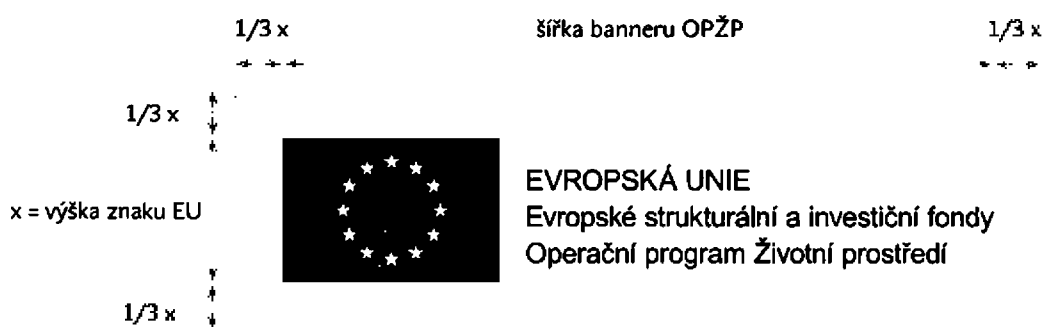 1/3 x šířka banneru OPŽP 1/3 x
1/3 x
x = výška znaku EU
EVROPSKÁ UNIE
Evropské strukturální a investiční fondy
Operační program Životní prostředí
1/3 x